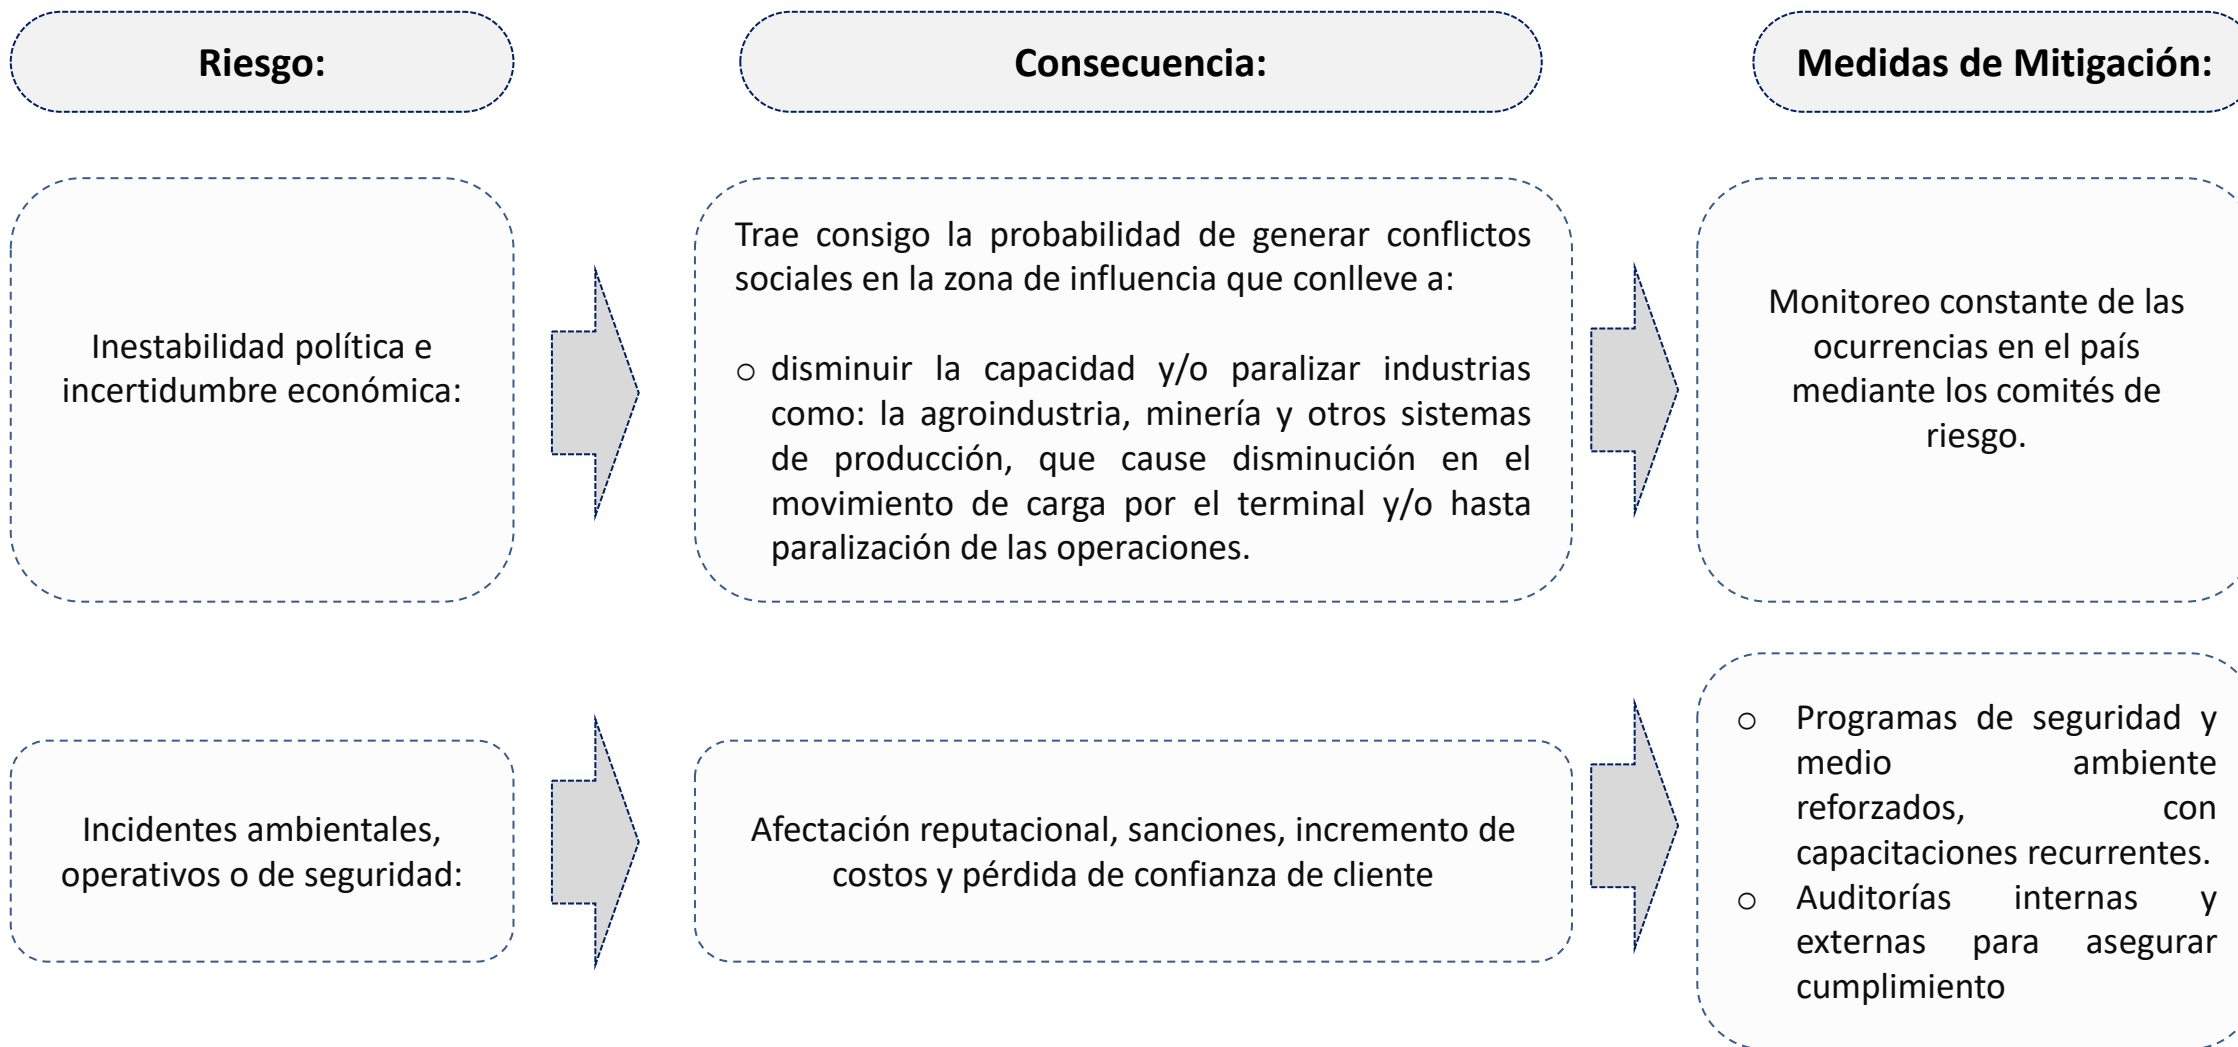 Riesgo:
Consecuencia:
Medidas de Mitigación:
Inestabilidad política e
incertidumbre económica:
Trae consigo la probabilidad de generar conflictos
sociales en la zona de influencia que conlleve a:
o disminuir la capacidad y/o paralizar industrias
como: la agroindustria, minería y otros sistemas
de producción, que cause disminución en el
movimiento de carga por el terminal y/o hasta
paralización de las operaciones.
Monitoreo constante de las
ocurrencias en el país
mediante los comités de
riesgo.
Incidentes ambientales,
operativos o de seguridad:
Afectación reputacional, sanciones, incremento de
costos y pérdida de confianza de cliente
o Programas de seguridad y
medio ambiente
reforzados, con
capacitaciones recurrentes.
o Auditorías internas y
externas para asegurar
cumplimiento